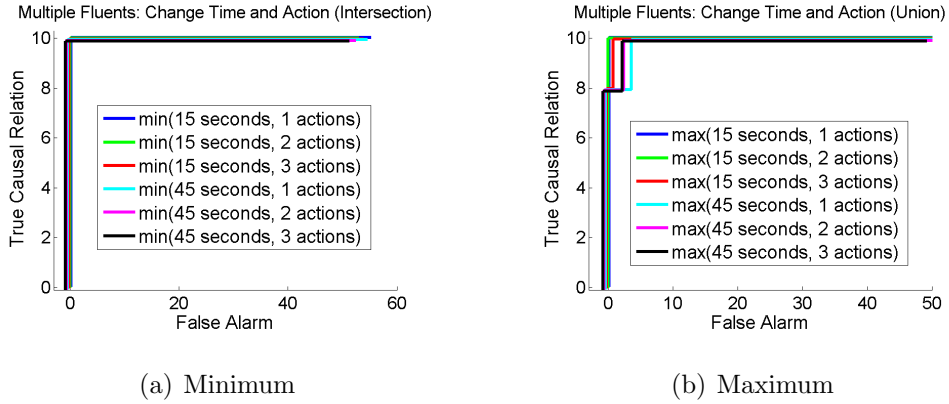 Multiple Fluents: Change Time and Action (Intersection)
10
8
6
4
2
0
True Causal Relation
min(15 seconds, 1 actions)
min(15 seconds, 2 actions)
min(15 seconds, 3 actions)
min(45 seconds, 1 actions)
min(45 seconds, 2 actions)
min(45 seconds, 3 actions)
0 20 40 60
False Alarm
(a) Minimum
Multiple Fluents: Change Time and Action (Union)
10
8
6
4
2
0
True Causal Relation
max(15 seconds, 1 actions)
max(15 seconds, 2 actions)
max(15 seconds, 3 actions)
max(45 seconds, 1 actions)
max(45 seconds, 2 actions)
max(45 seconds, 3 actions)
0 10 20 30 40 50
False Alarm
(b) Maximum